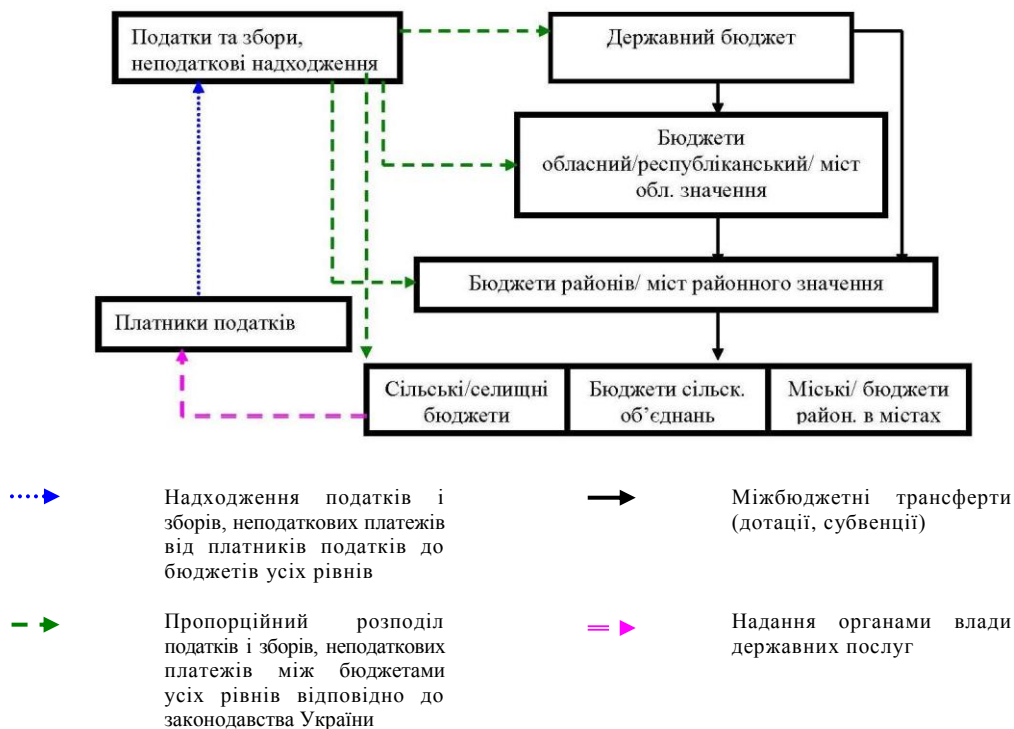 Податки та збори,
неподаткові надходження
Державний бюджет
Бюджети
обласний/республіканський/ міст
обл. значення
Бюджети районів/ міст районного значення
Платники податків
Сільські/селищні
бюджети
Бюджети сільск.
об’єднань
Міські/ бюджети
район. в містах
Надходження податків і
зборів, неподаткових платежів
від платників податків до
бюджетів усіх рівнів
Міжбюджетні трансферти
(дотації, субвенції)
Пропорційний розподіл
податків і зборів, неподаткових
платежів між бюджетами
усіх рівнів відповідно до
законодавства України
Надання органами влади
державних послуг